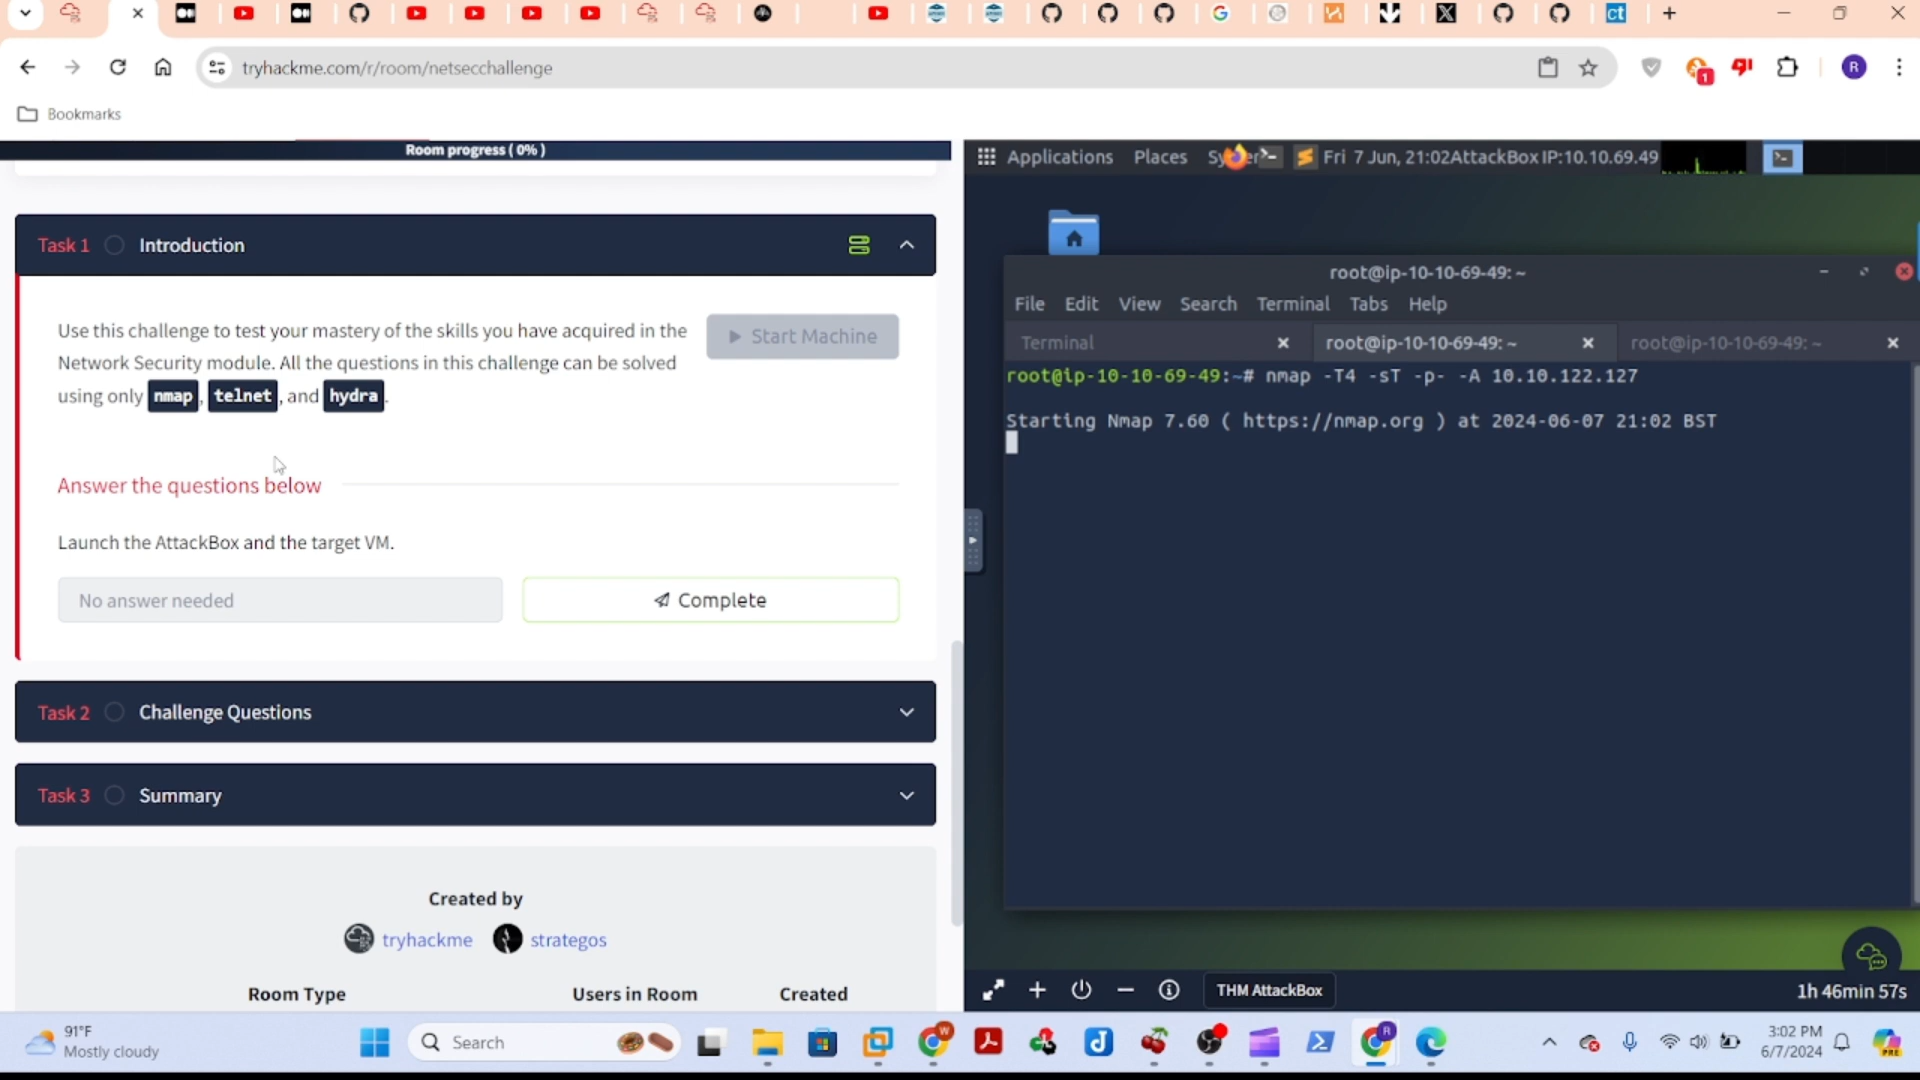 tryhackme.com/r/room/netsecchallenge
1
R
Bookmarks
Room progress ( 0% )
Task 1 Introduction
Use this challenge to test your mastery of the skills you have acquired in the
Network Security module. All the questions in this challenge can be solved
using only nmap, telnet, and hydra.
Start Machine
Answer the questions below
Launch the AttackBox and the target VM.
No answer needed
Complete
Task 2 Challenge Questions
Task 3 Summary
Created by
tryhackme strategos
Room Type Users in Room Created
Applications Places Fri 7 Jun, 21:02 AttackBox IP:10.10.69.49
root@ip-10-10-69-49: ~
File Edit View Search Terminal Tabs Help
Terminal root@ip-10-10-69-49: ~ root@ip-10-10-69-49: ~
root@ip-10-10-69-49:~# nmap -T4 -sT -p- -A 10.10.122.127
Starting Nmap 7.60 ( https://nmap.org ) at 2024-06-07 21:02 BST
THM AttackBox
1h 46min 57s
91°F
Mostly cloudy
Search
W
R
3:02 PM
6/7/2024
PRE